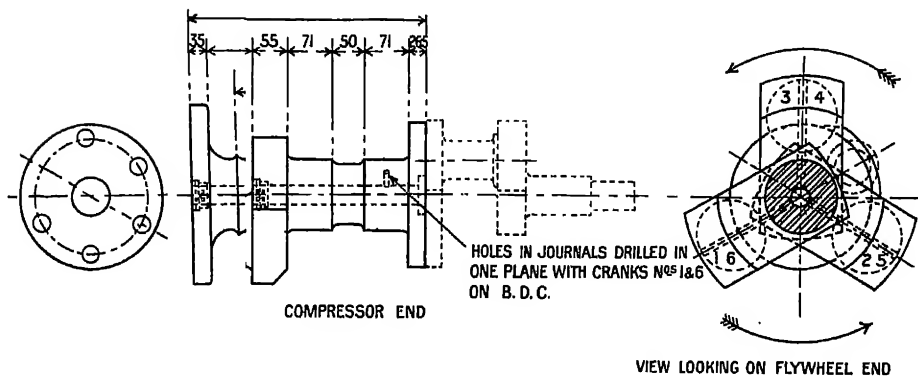 35 55 71 50 71 265
3 4
1 6
2 5
HOLES IN JOURNALS DRILLED IN
ONE PLANE WITH CRANKS Nos 1&6
ON B. D. C.
COMPRESSOR END
VIEW LOOKING ON FLYWHEEL END